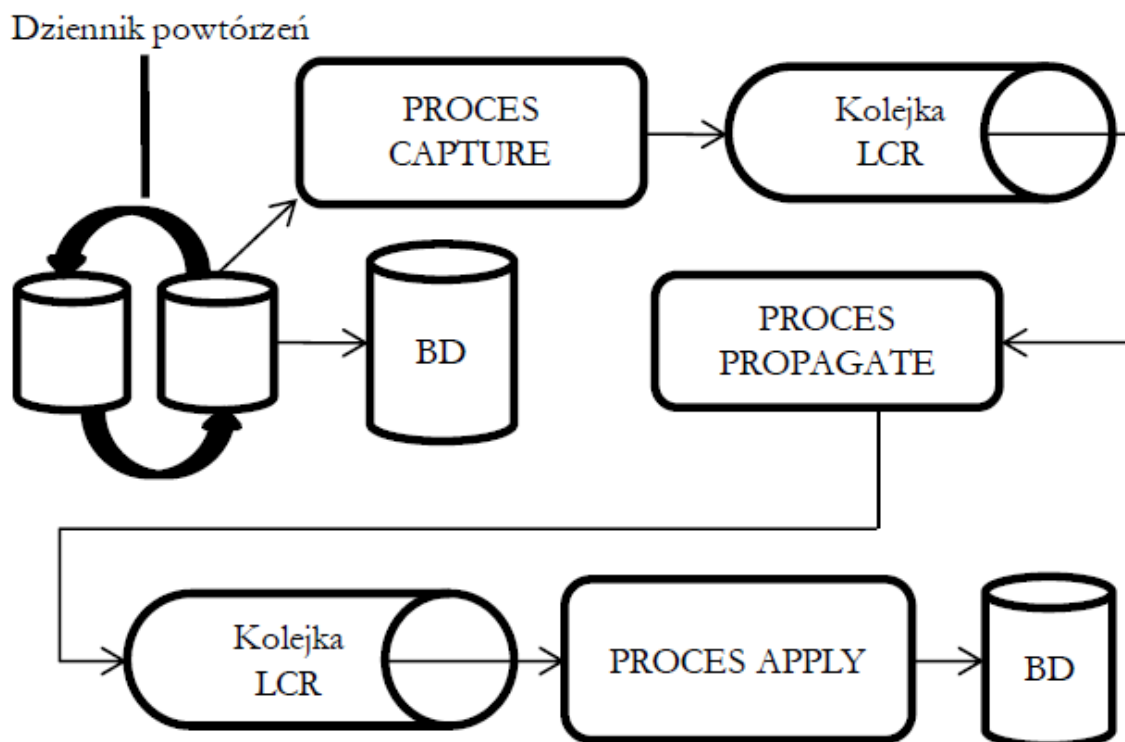 Dziennik powtórzeń
PROCES
CAPTURE
Kolejka
LCR
BD
PROCES
PROPAGATE
Kolejka
LCR
PROCES APPLY
BD